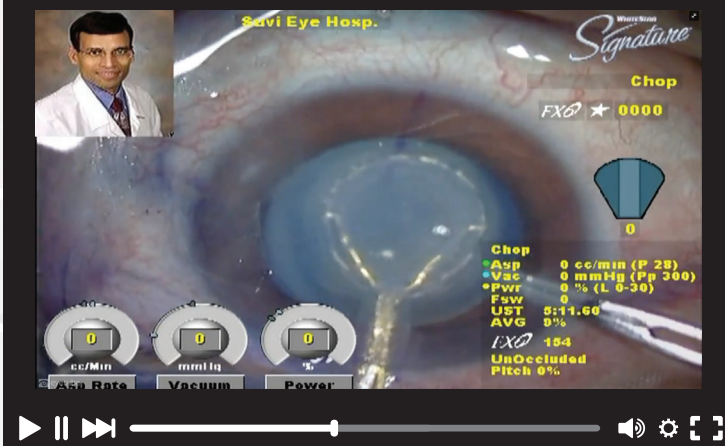 Savi Eye Hosp.
WHITESTAR
Signature
Chop
FX6 ★ 0000
0
Chop
Asp 0 cc/min (P 28)
Vac 0 mmHg (Pp 300)
Pwr 0 % (L 0-30)
Fsw 0
UST 5:11.60
AVG 9%
FX 154
UnOccluded
Pitch 0%
0
0
0
cc/Min
mmHg
%
Asp Rate
Vacuum
Power